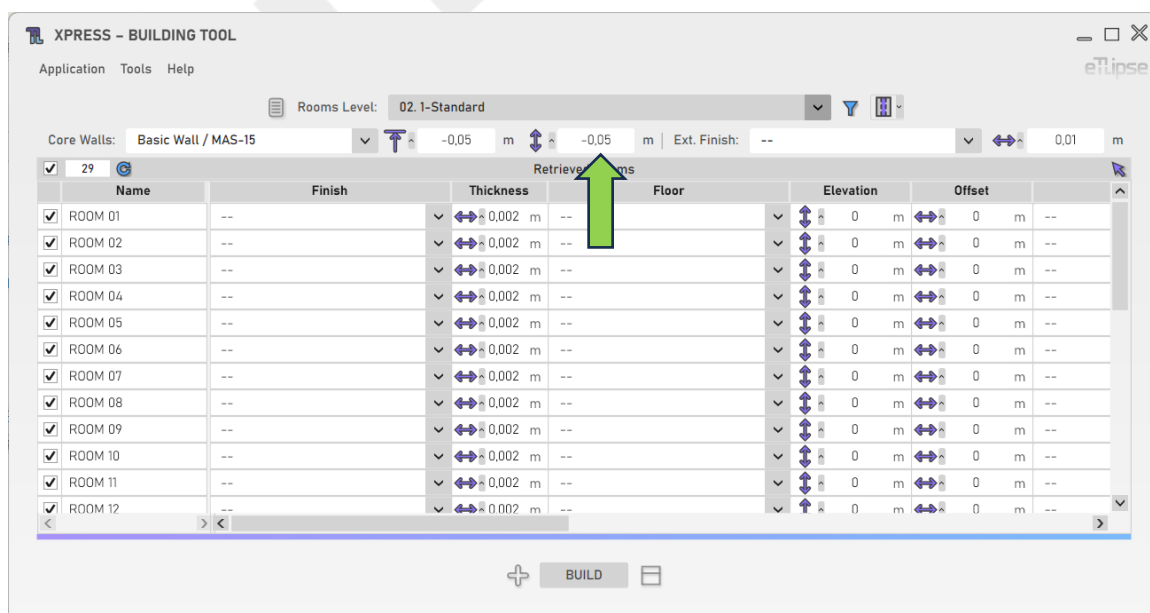 XPRESS – BUILDING TOOL
Application Tools Help
eTLipse
Rooms Level: 02. 1-Standard
Core Walls: Basic Wall / MAS-15 -0,05 m -0,05 m | Ext. Finish: -- 0,01 m
29
Name Finish Thickness Floor Elevation Offset
ROOM 01 -- 0,002 m -- 0 m 0 m --
ROOM 02 -- 0,002 m -- 0 m 0 m --
ROOM 03 -- 0,002 m -- 0 m 0 m --
ROOM 04 -- 0,002 m -- 0 m 0 m --
ROOM 05 -- 0,002 m -- 0 m 0 m --
ROOM 06 -- 0,002 m -- 0 m 0 m --
ROOM 07 -- 0,002 m -- 0 m 0 m --
ROOM 08 -- 0,002 m -- 0 m 0 m --
ROOM 09 -- 0,002 m -- 0 m 0 m --
ROOM 10 -- 0,002 m -- 0 m 0 m --
ROOM 11 -- 0,002 m -- 0 m 0 m --
ROOM 12 -- 0,002 m -- 0 m 0 m --
BUILD